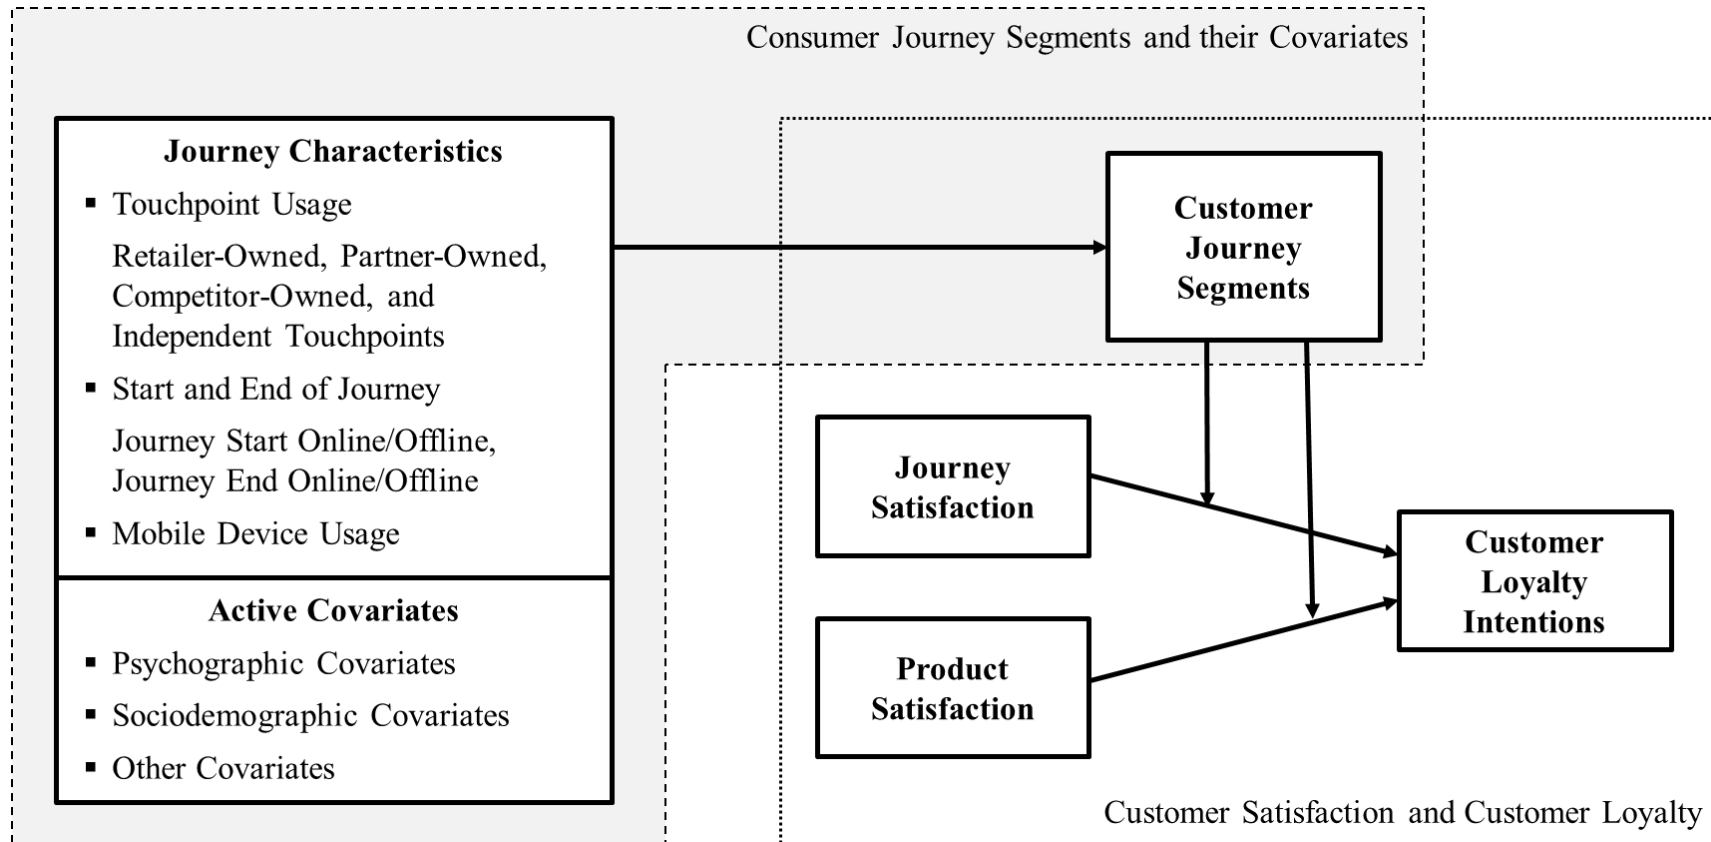 Consumer Journey Segments and their Covariates
Journey Characteristics
▪ Touchpoint Usage
Retailer-Owned, Partner-Owned,
Competitor-Owned, and
Independent Touchpoints
▪ Start and End of Journey
Journey Start Online/Offline,
Journey End Online/Offline
▪ Mobile Device Usage
Active Covariates
▪ Psychographic Covariates
▪ Sociodemographic Covariates
▪ Other Covariates
Customer
Journey
Segments
Journey
Satisfaction
Product
Satisfaction
Customer
Loyalty
Intentions
Customer Satisfaction and Customer Loyalty